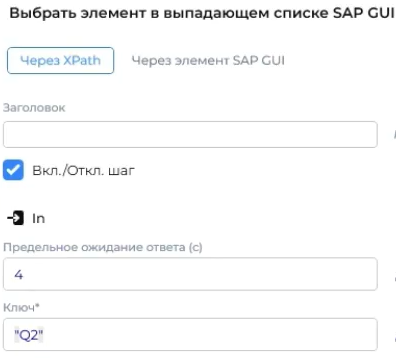 Выбрать элемент в выпадающем списке SAP GUI
Через XPath Через элемент SAP GUI
Заголовок
Вкл./Откл. шаг
In
Предельное ожидание ответа (с)
4
Ключ*
"Q2"